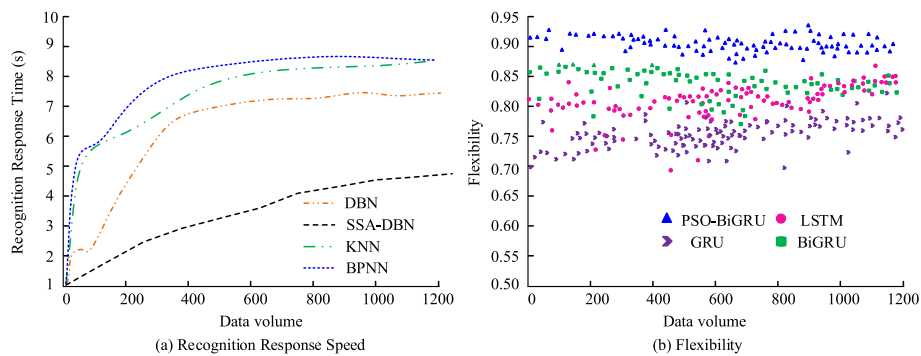 Recognition Response Time (s)
10
9
8
7
6
5
4
3
2
1
0
200
400
600
800
1000
1200
Data volume
DBN
SSA-DBN
KNN
BPNN
(a) Recognition Response Speed
Flexibility
0.95
0.90
0.85
0.80
0.75
0.70
0.65
0.60
0.55
0.50
0
200
400
600
800
1000
1200
Data volume
PSO-BiGRU
LSTM
GRU
BiGRU
(b) Flexibility